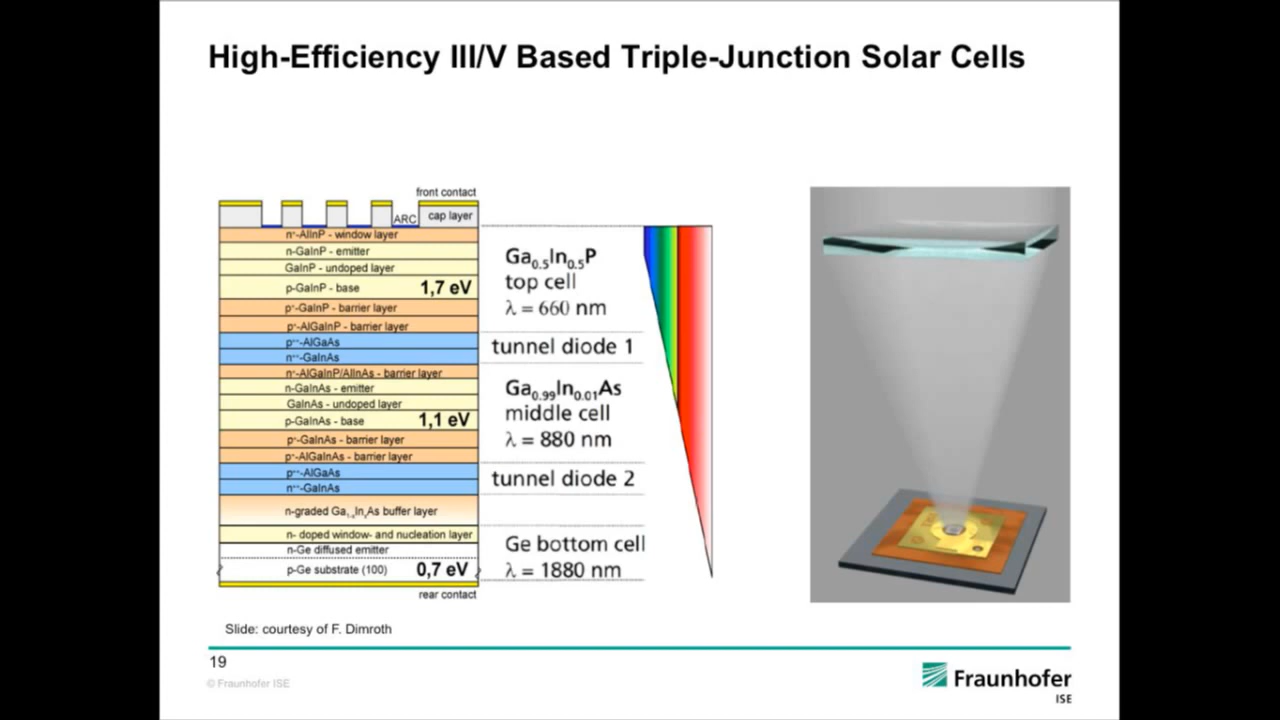 High-Efficiency III/V Based Triple-Junction Solar Cells
front contact
ARC
cap layer
n⁺-AlInP - window layer
n-GaInP - emitter
GaInP - undoped layer
p-GaInP - base 1,7 eV
p⁺-GaInP - barrier layer
p⁺-AlGaInP - barrier layer
p⁺⁺-AlGaAs
n⁺⁺-GaInAs
n⁺-AlGaInP/AlInAs - barrier layer
n-GaInAs - emitter
GaInAs - undoped layer
p-GaInAs - base 1,1 eV
p⁺-GaInAs - barrier layer
p⁺-AlGaInAs - barrier layer
p⁺⁺-AlGaAs
n⁺⁺-GaInAs
n-graded Ga₁₋ₓInₓAs buffer layer
n- doped window- and nucleation layer
n-Ge diffused emitter
p-Ge substrate (100) 0,7 eV
rear contact
Ga₀.₅In₀.₅P
top cell
λ = 660 nm
tunnel diode 1
Ga₀.₉₉In₀.₀₁As
middle cell
λ = 880 nm
tunnel diode 2
Ge bottom cell
λ = 1880 nm
Slide: courtesy of F. Dimroth
19
© Fraunhofer ISE
Fraunhofer
ISE